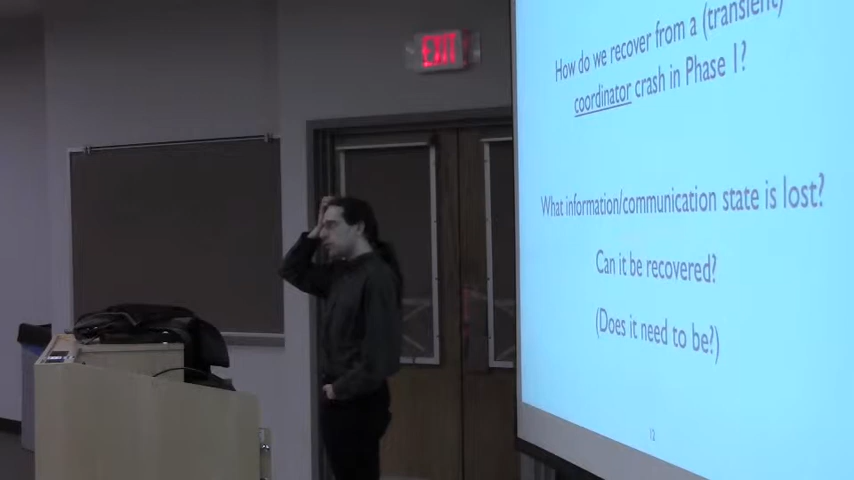 EXIT
How do we recover from a (transient)
coordinator crash in Phase 1?
What information/communication state is lost?
Can it be recovered?
(Does it need to be?)
12